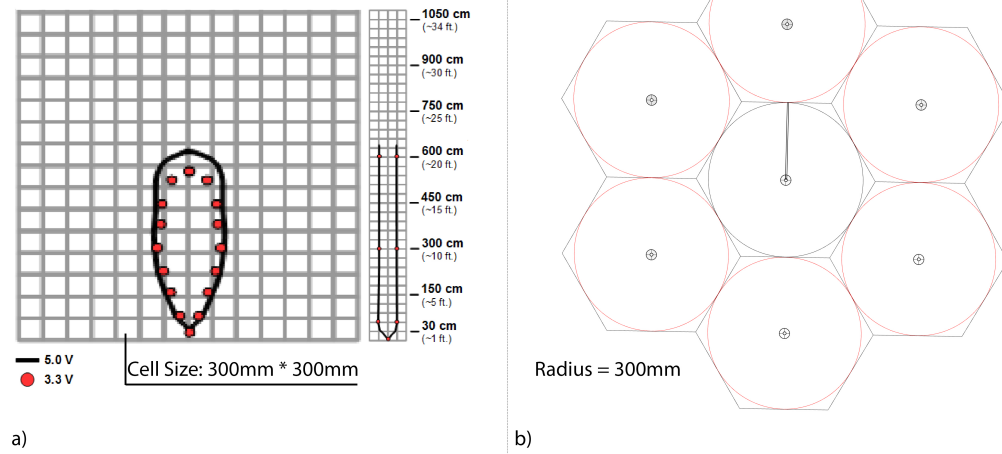 1050 cm
(~34 ft.)
900 cm
(~30 ft.)
750 cm
(~25 ft.)
600 cm
(~20 ft.)
450 cm
(~15 ft.)
300 cm
(~10 ft.)
150 cm
(~5 ft.)
30 cm
(~1 ft.)
5.0 V
3.3 V
Cell Size: 300mm * 300mm
a)
Radius = 300mm
b)